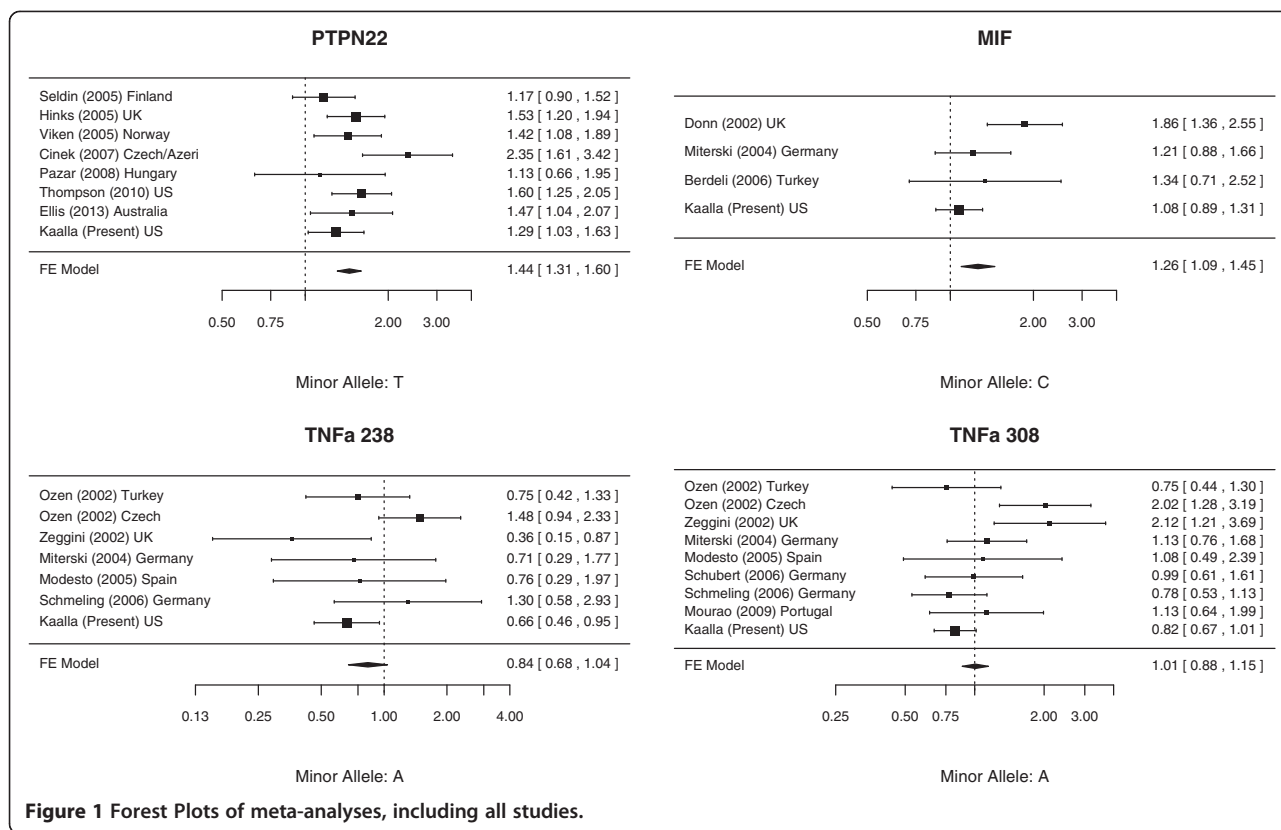 PTPN22
Seldin (2005) Finland 1.17 [ 0.90 , 1.52 ]
Hinks (2005) UK 1.53 [ 1.20 , 1.94 ]
Viken (2005) Norway 1.42 [ 1.08 , 1.89 ]
Cinek (2007) Czech/Azeri 2.35 [ 1.61 , 3.42 ]
Pazar (2008) Hungary 1.13 [ 0.66 , 1.95 ]
Thompson (2010) US 1.60 [ 1.25 , 2.05 ]
Ellis (2013) Australia 1.47 [ 1.04 , 2.07 ]
Kaalla (Present) US 1.29 [ 1.03 , 1.63 ]
FE Model 1.44 [ 1.31 , 1.60 ]
0.50 0.75 2.00 3.00
Minor Allele: T
MIF
Donn (2002) UK 1.86 [ 1.36 , 2.55 ]
Miterski (2004) Germany 1.21 [ 0.88 , 1.66 ]
Berdeli (2006) Turkey 1.34 [ 0.71 , 2.52 ]
Kaalla (Present) US 1.08 [ 0.89 , 1.31 ]
FE Model 1.26 [ 1.09 , 1.45 ]
0.50 0.75 2.00 3.00
Minor Allele: C
TNFa 238
Ozen (2002) Turkey 0.75 [ 0.42 , 1.33 ]
Ozen (2002) Czech 1.48 [ 0.94 , 2.33 ]
Zeggini (2002) UK 0.36 [ 0.15 , 0.87 ]
Miterski (2004) Germany 0.71 [ 0.29 , 1.77 ]
Modesto (2005) Spain 0.76 [ 0.29 , 1.97 ]
Schmeling (2006) Germany 1.30 [ 0.58 , 2.93 ]
Kaalla (Present) US 0.66 [ 0.46 , 0.95 ]
FE Model 0.84 [ 0.68 , 1.04 ]
0.13 0.25 0.50 1.00 2.00 4.00
Minor Allele: A
TNFa 308
Ozen (2002) Turkey 0.75 [ 0.44 , 1.30 ]
Ozen (2002) Czech 2.02 [ 1.28 , 3.19 ]
Zeggini (2002) UK 2.12 [ 1.21 , 3.69 ]
Miterski (2004) Germany 1.13 [ 0.76 , 1.68 ]
Modesto (2005) Spain 1.08 [ 0.49 , 2.39 ]
Schubert (2006) Germany 0.99 [ 0.61 , 1.61 ]
Schmeling (2006) Germany 0.78 [ 0.53 , 1.13 ]
Mourao (2009) Portugal 1.13 [ 0.64 , 1.99 ]
Kaalla (Present) US 0.82 [ 0.67 , 1.01 ]
FE Model 1.01 [ 0.88 , 1.15 ]
0.25 0.50 0.75 2.00 3.00
Minor Allele: A
Figure 1 Forest Plots of meta-analyses, including all studies.